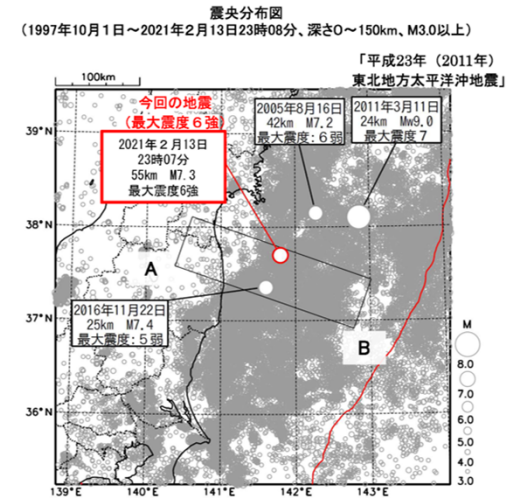 震央分布図
（1997年10月1日～2021年2月13日23時08分、深さ0～150km、M3.0以上）
「平成23年（2011年）
東北地方太平洋沖地震」
100km
今回の地震
（最大震度６強）
2021年２月13日
23時07分
55km M7.3
最大震度6強
2005年8月16日
42km M7.2
最大震度：６弱
2011年3月11日
24km Mw9.0
最大震度７
39°N
38°N
A
2016年11月22日
25km M7.4
最大震度：５弱
37°N
B
36°N
M
8.0
7.0
6.0
5.0
4.0
3.0
139°E
140°E
141°E
142°E
143°E